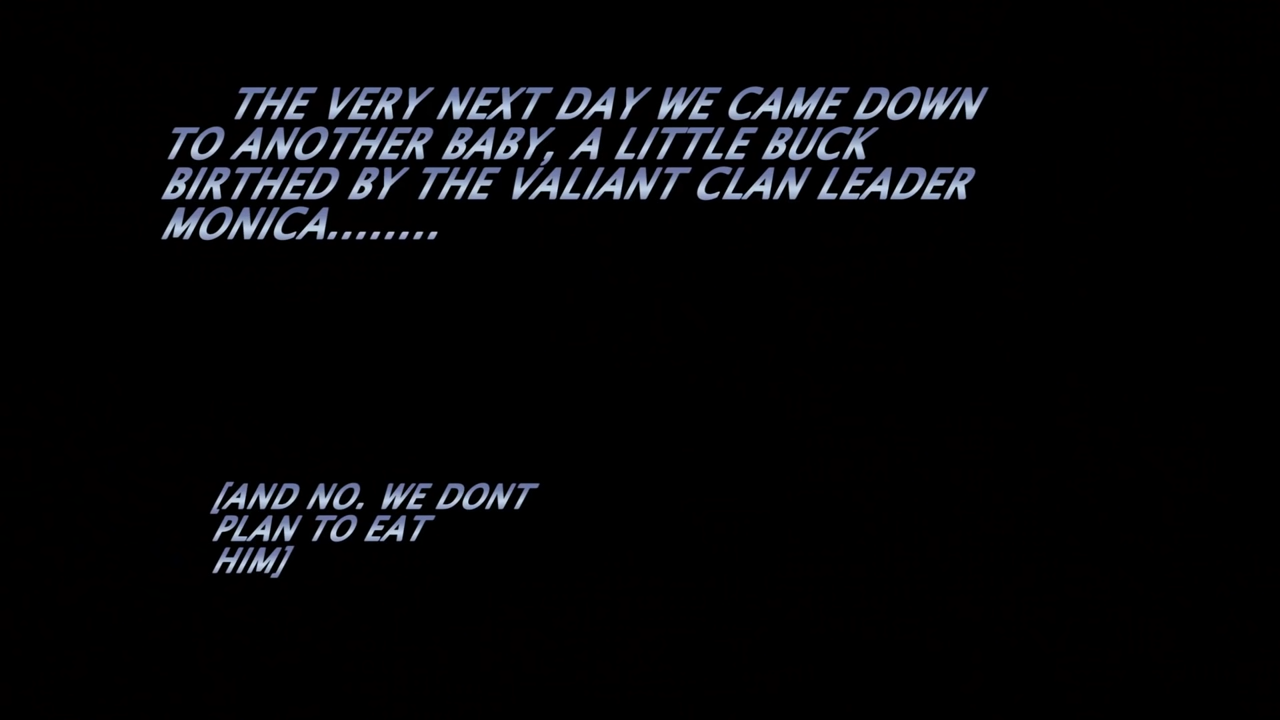 THE VERY NEXT DAY WE CAME DOWN
TO ANOTHER BABY, A LITTLE BUCK
BIRTHED BY THE VALIANT CLAN LEADER
MONICA........
[AND NO. WE DONT
PLAN TO EAT
HIM]